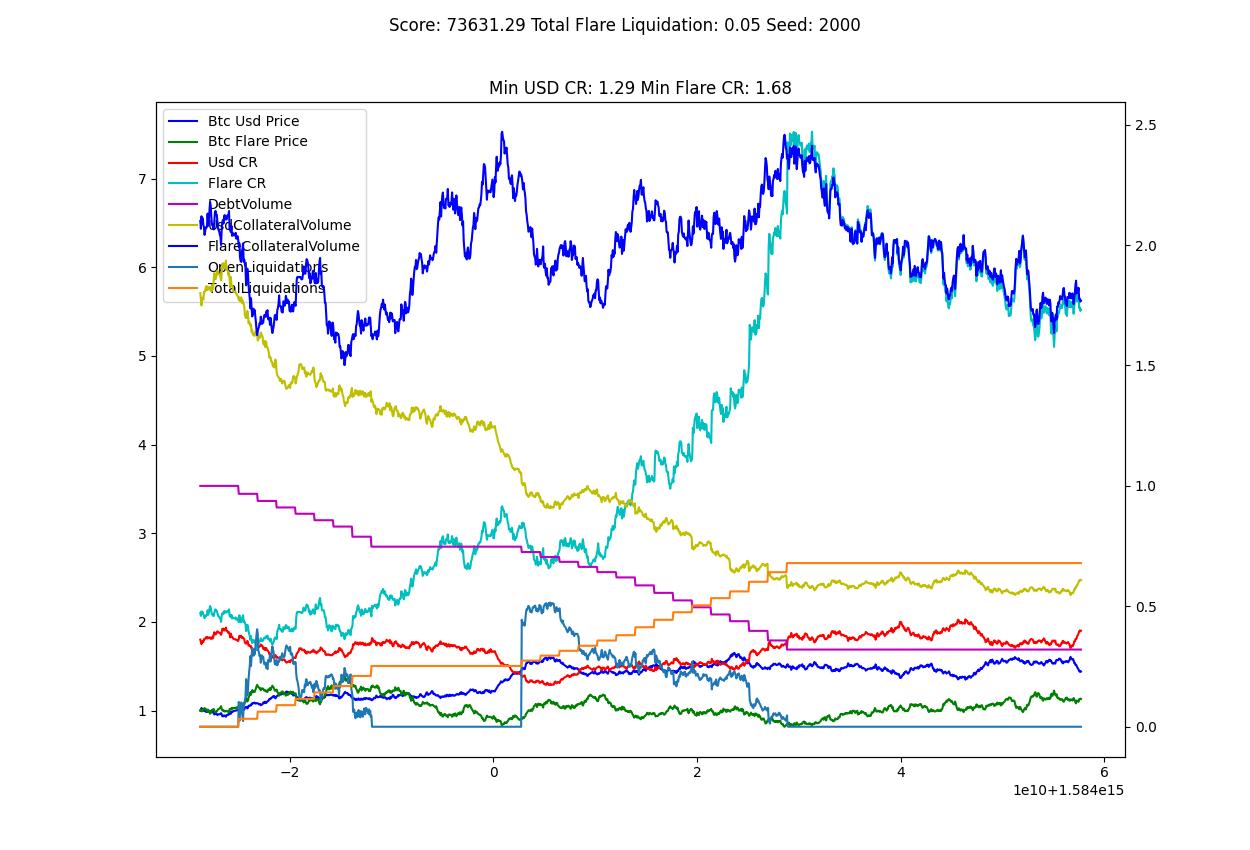 Score: 73631.29 Total Flare Liquidation: 0.05 Seed: 2000
Min USD CR: 1.29 Min Flare CR: 1.68
Btc Usd Price
Btc Flare Price
Usd CR
Flare CR
DebtVolume
UsdCollateralVolume
FlareCollateralVolume
OpenLiquidations
TotalLiquidations
7
6
5
4
3
2
1
2.5
2.0
1.5
1.0
0.5
0.0
−2
0
2
4
6
1e10+1.584e15